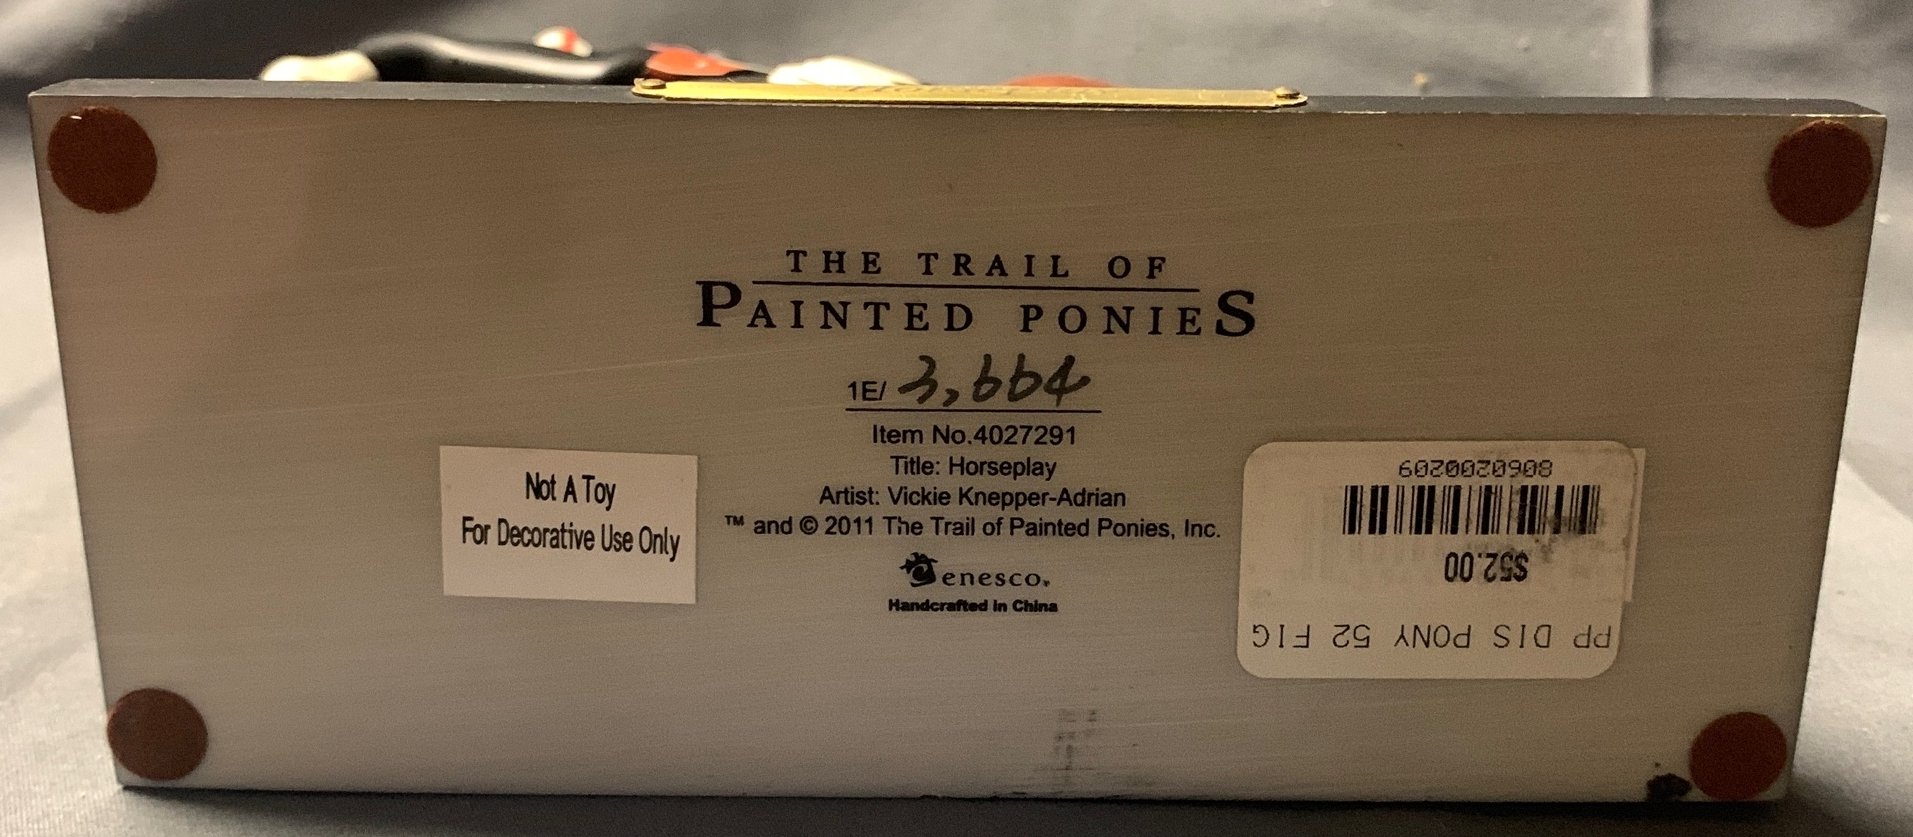 THE TRAIL OF
PAINTED PONIES
1E/ 3,664
Item No.4027291
Title: Horseplay
Artist: Vickie Knepper-Adrian
™ and © 2011 The Trail of Painted Ponies, Inc.
enesco.
Handcrafted in China
Not A Toy
For Decorative Use Only
PP DIS PONY 52 FIG
$52.00